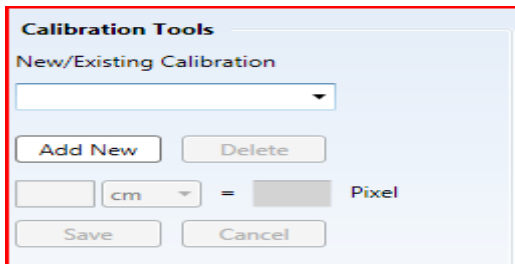 Calibration Tools
New/Existing Calibration
Add New Delete
cm = Pixel
Save Cancel